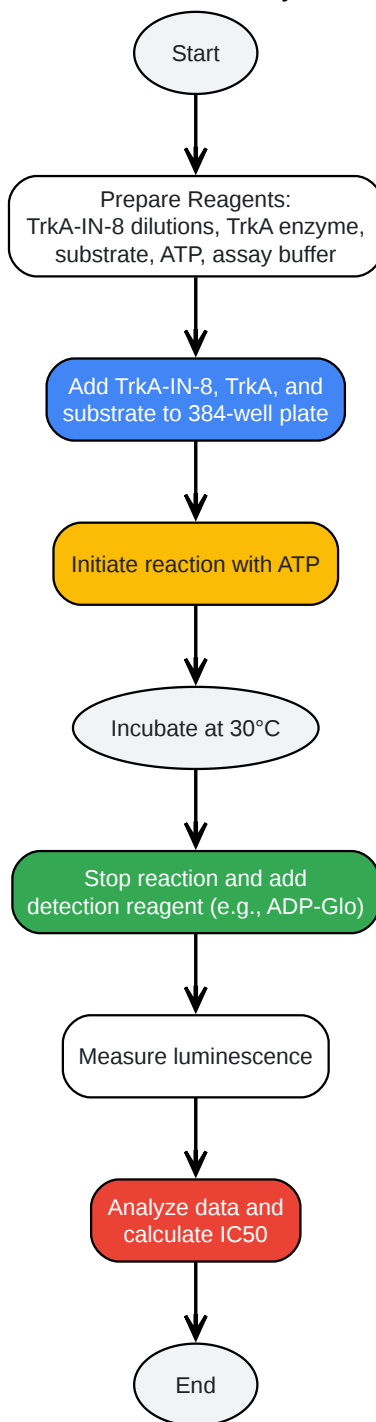 Start
Prepare Reagents:
TrkA-IN-8 dilutions, TrkA enzyme,
substrate, ATP, assay buffer
Add TrkA-IN-8, TrkA, and
substrate to 384-well plate
Initiate reaction with ATP
Incubate at 30°C
Stop reaction and add
detection reagent (e.g., ADP-Glo)
Measure luminescence
Analyze data and
calculate IC50
End